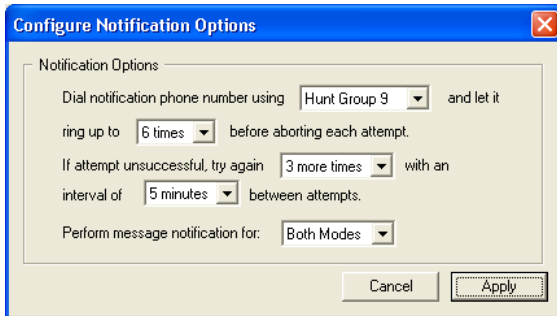 Configure Notification Options
Notification Options
Dial notification phone number using Hunt Group 9 and let it
ring up to 6 times before aborting each attempt.
If attempt unsuccessful, try again 3 more times with an
interval of 5 minutes between attempts.
Perform message notification for: Both Modes
Cancel Apply